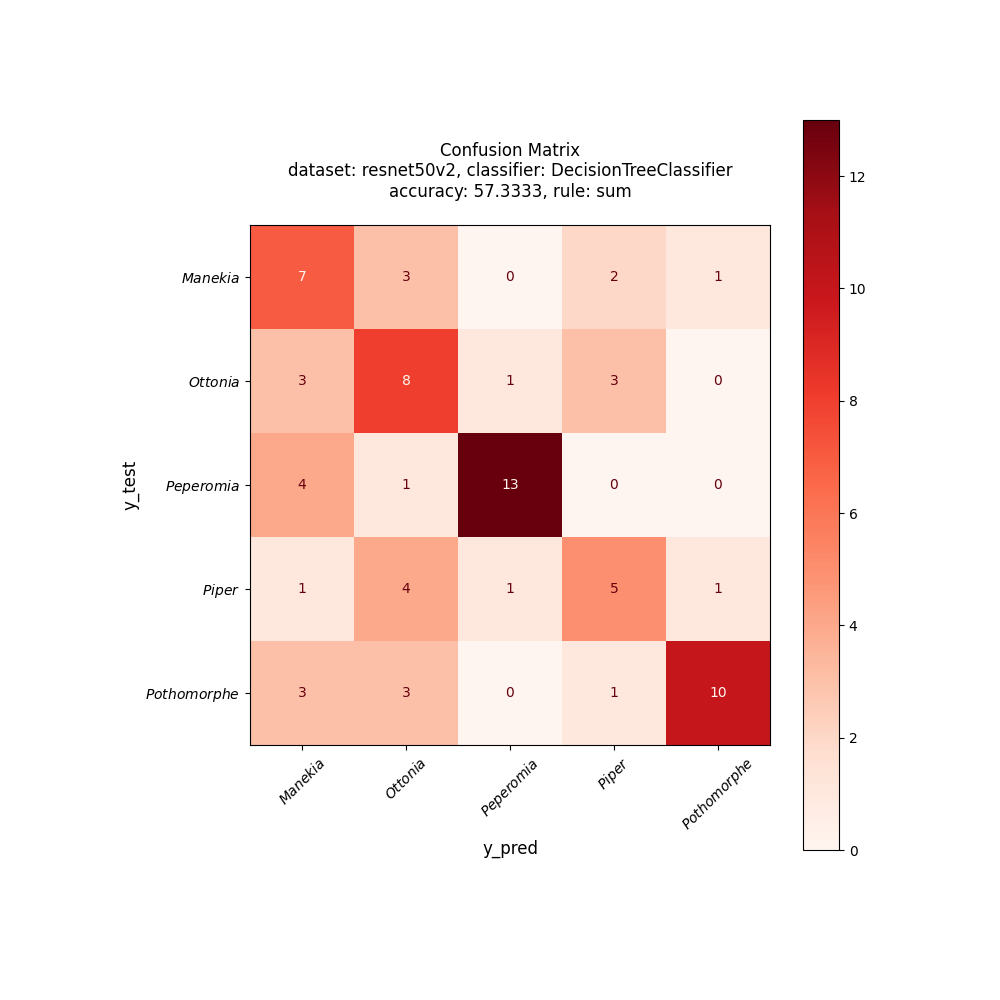 Confusion Matrix
dataset: resnet50v2, classifier: DecisionTreeClassifier
accuracy: 57.3333, rule: sum
y_test
Manekia 7 3 0 2 1
Ottonia 3 8 1 3 0
Peperomia 4 1 13 0 0
Piper 1 4 1 5 1
Pothomorphe 3 3 0 1 10
Manekia Ottonia Peperomia Piper Pothomorphe
y_pred
12
10
8
6
4
2
0